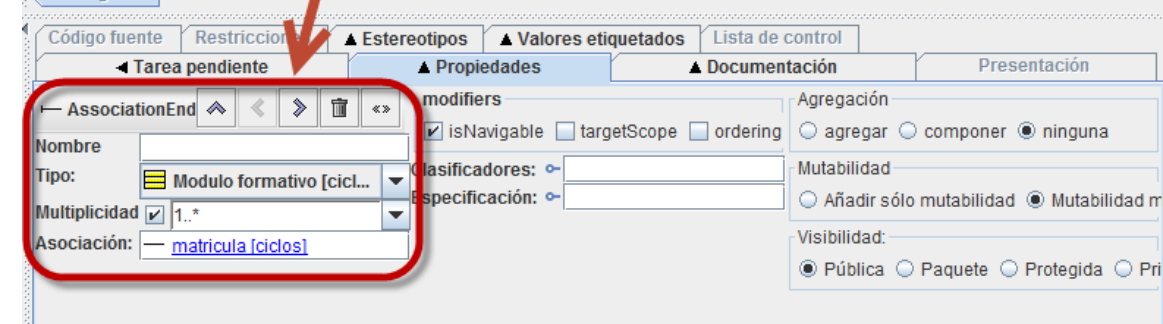 Código fuente Restricciones ▲ Estereotipos ▲ Valores etiquetados Lista de control
◄ Tarea pendiente ▲ Propiedades ▲ Documentación Presentación
AssociationEnd «»
Nombre
Tipo: Modulo formativo [cicl...
Multiplicidad 1..*
Asociación: matricula [ciclos]
modifiers
isNavigable targetScope ordering
Clasificadores:
Especificación:
Agregación
agregar componer ninguna
Mutabilidad
Añadir sólo mutabilidad Mutabilidad m
Visibilidad:
Pública Paquete Protegida Pri